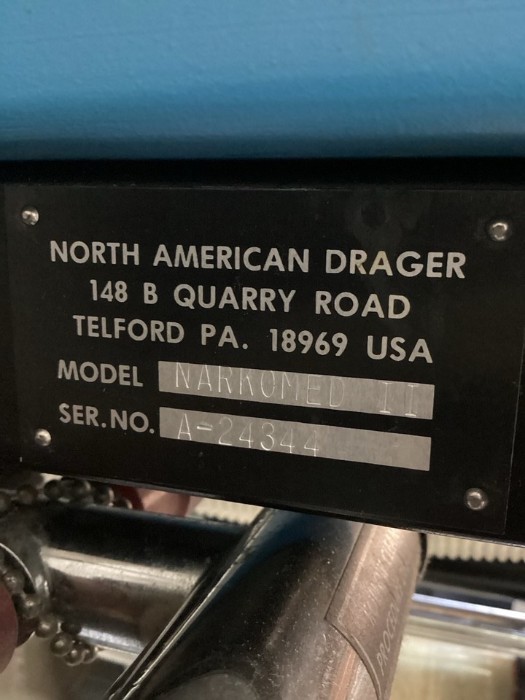 NORTH AMERICAN DRAGER
148 B QUARRY ROAD
TELFORD PA. 18969 USA
MODEL NARKOMED II
SER.NO. A-24344